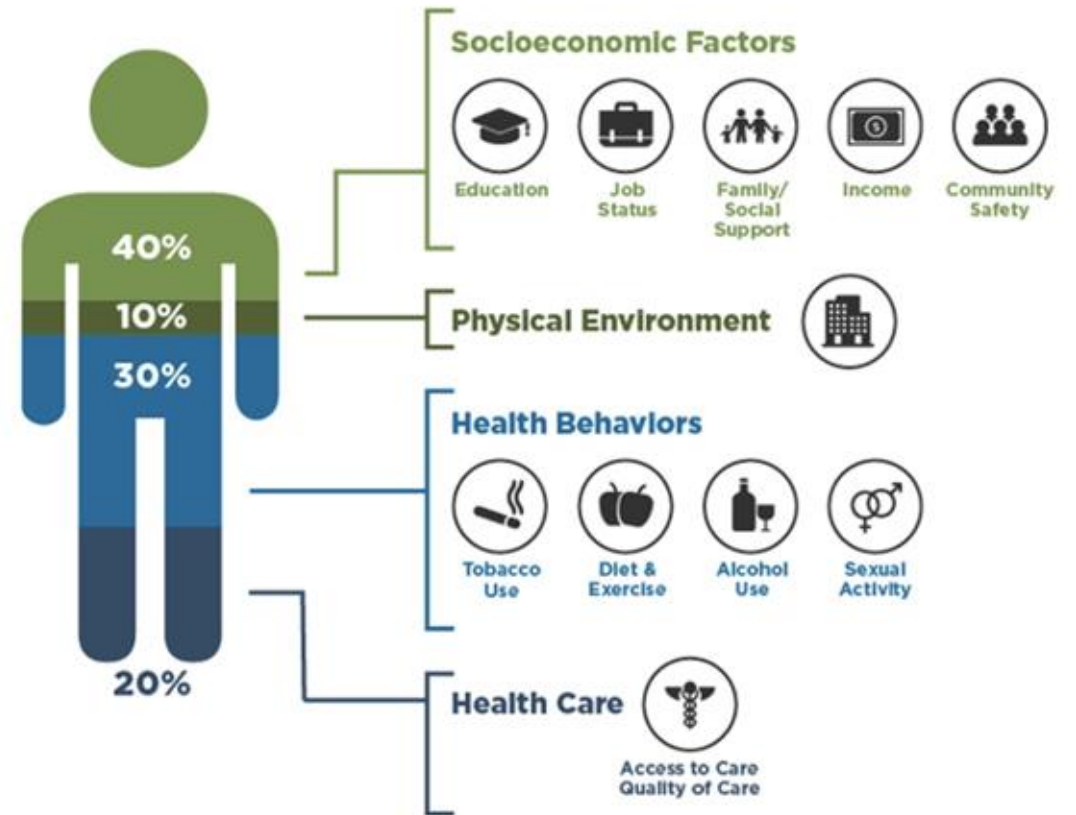 Socioeconomic Factors
Education
Job
Status
Family/
Social
Support
Income
Community
Safety
40%
10%
Physical Environment
30%
Health Behaviors
Tobacco
Use
Diet &
Exercise
Alcohol
Use
Sexual
Activity
20%
Health Care
Access to Care
Quality of Care